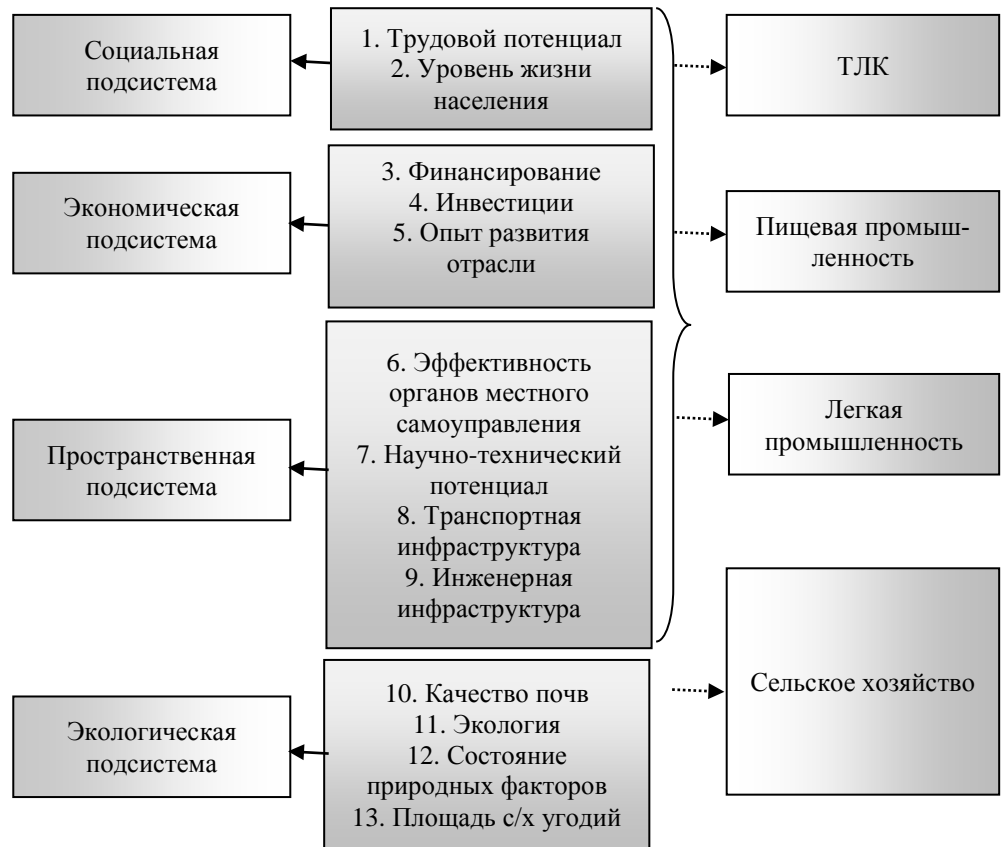 Социальная
подсистема
1. Трудовой потенциал
2. Уровень жизни
населения
ТЛК
Экономическая
подсистема
3. Финансирование
4. Инвестиции
5. Опыт развития
отрасли
Пищевая промыш-
ленность
Пространственная
подсистема
6. Эффективность
органов местного
самоуправления
7. Научно-технический
потенциал
8. Транспортная
инфраструктура
9. Инженерная
инфраструктура
Легкая
промышленность
Экологическая
подсистема
10. Качество почв
11. Экология
12. Состояние
природных факторов
13. Площадь с/х угодий
Сельское хозяйство